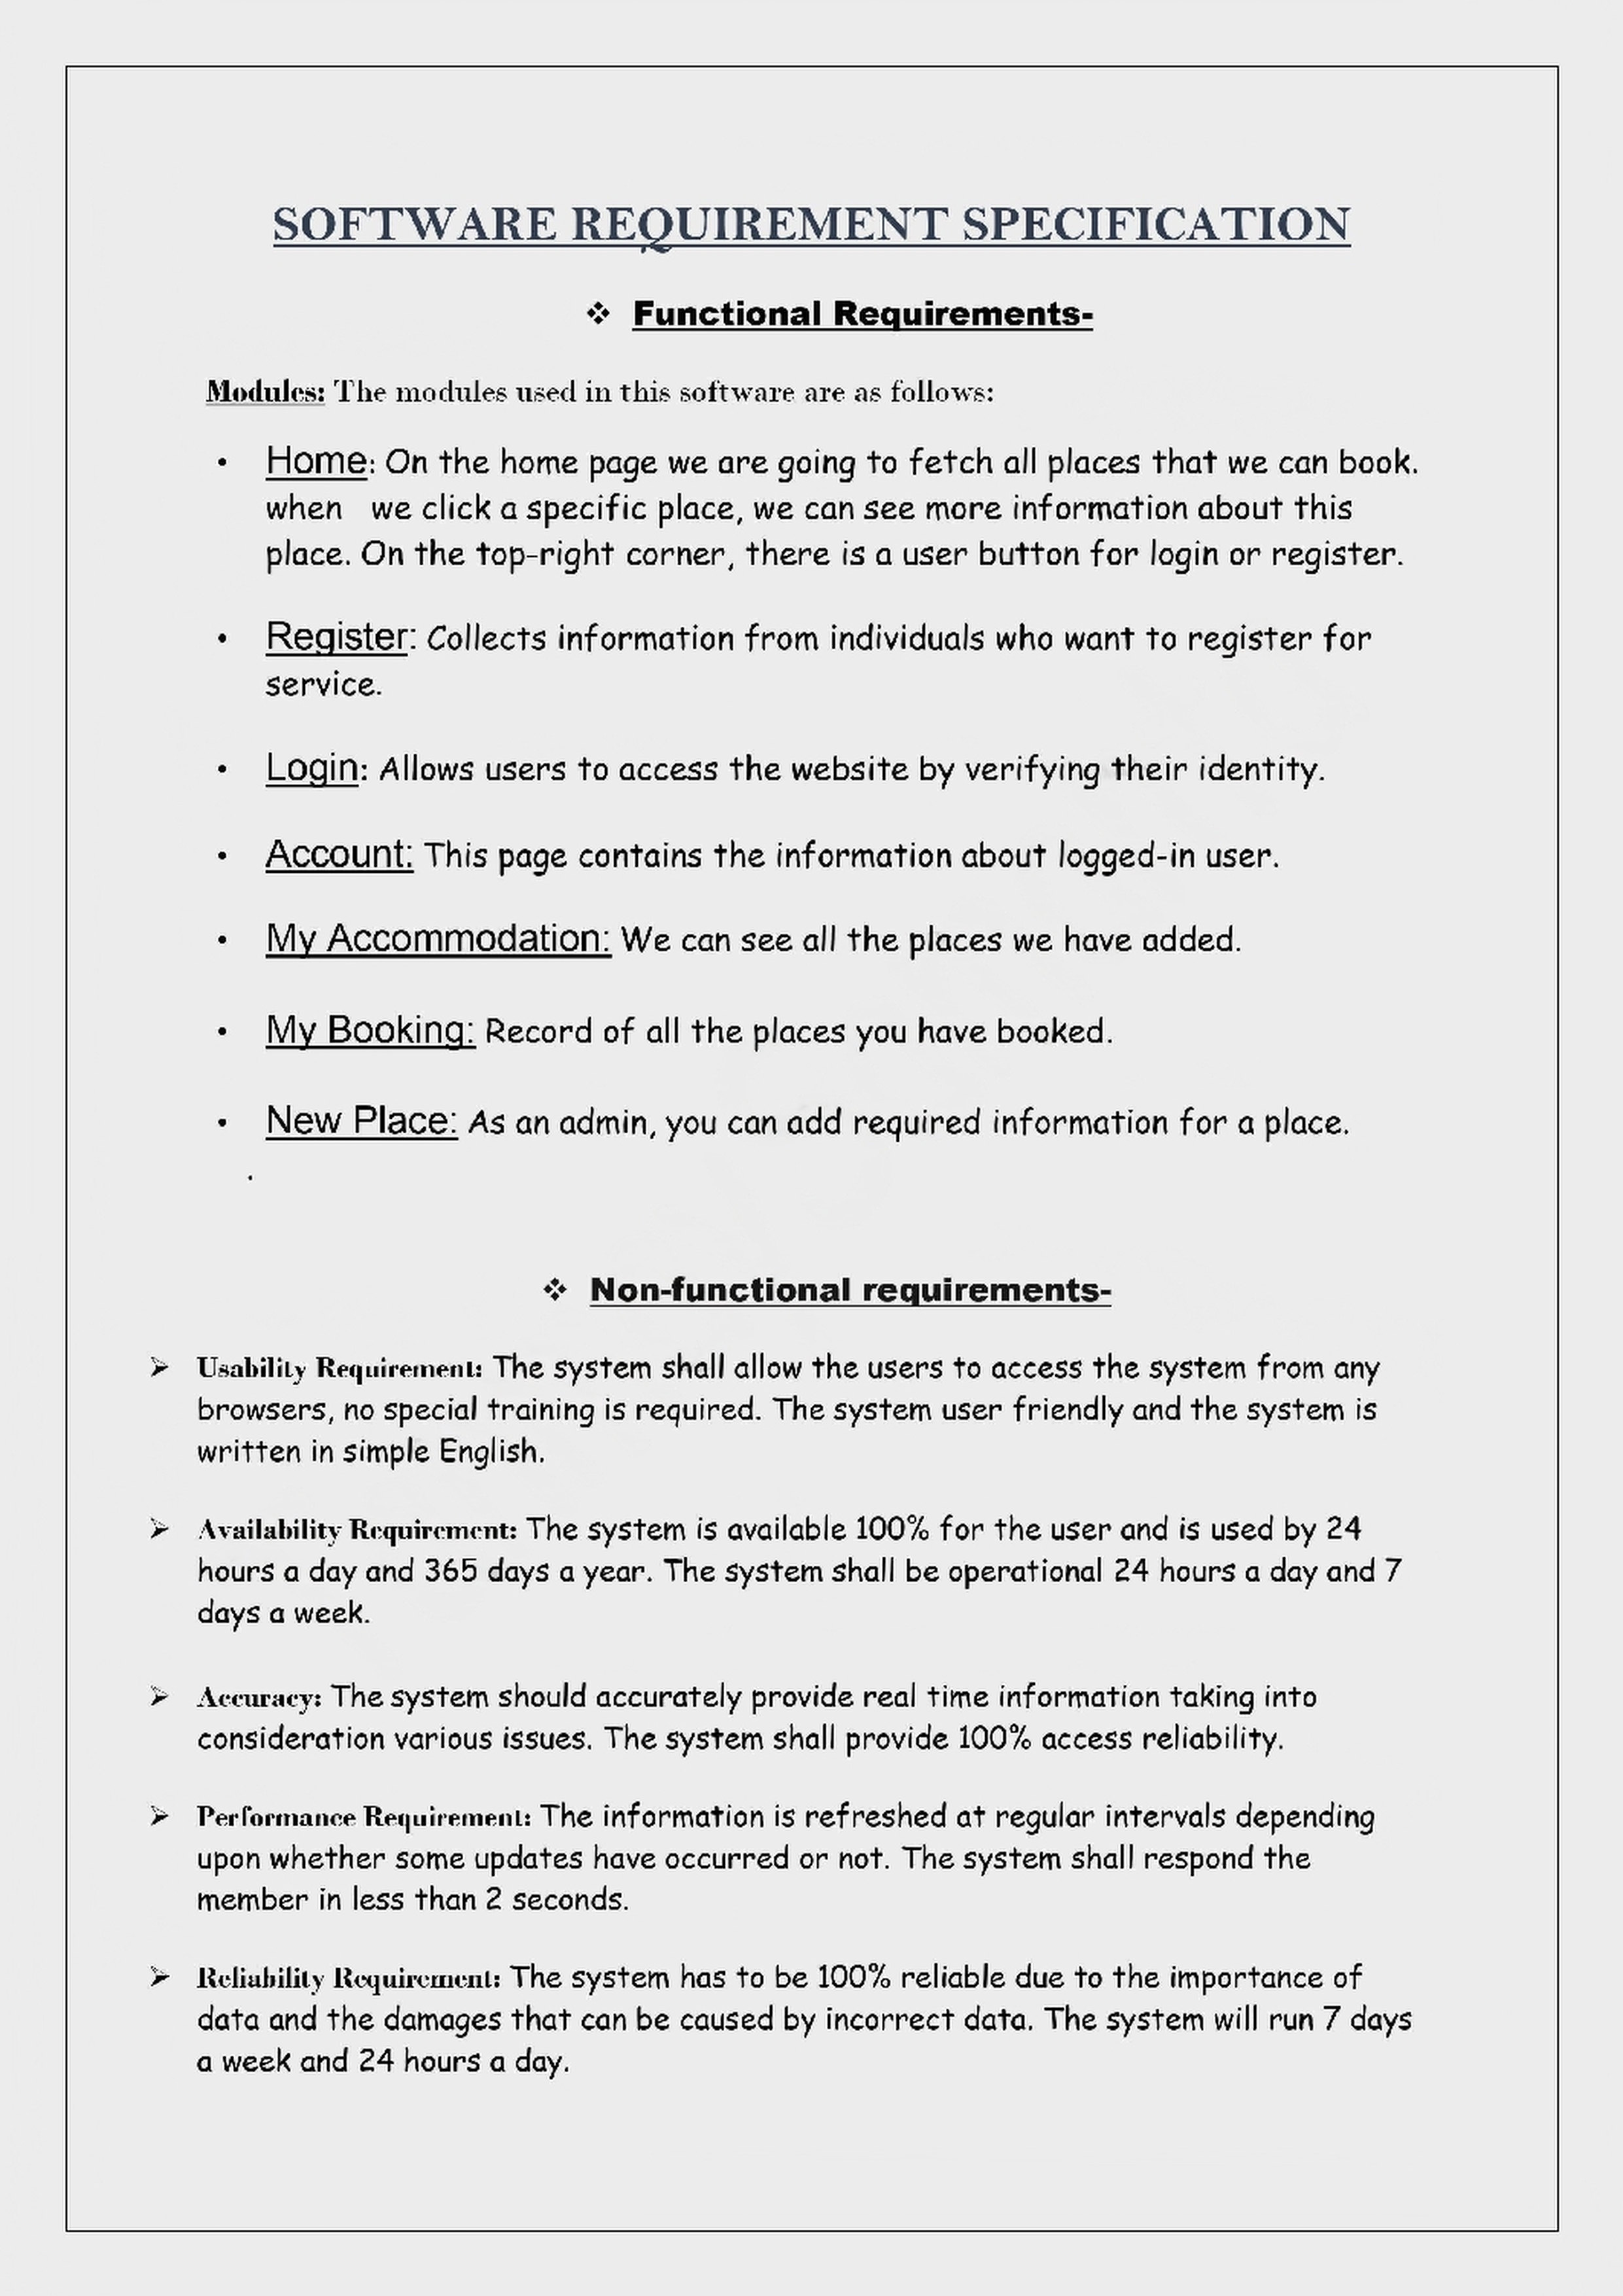 SOFTWARE REQUIREMENT SPECIFICATION
❖ Functional Requirements-
Modules: The modules used in this software are as follows:
• Home: On the home page we are going to fetch all places that we can book.
when we click a specific place, we can see more information about this
place. On the top-right corner, there is a user button for login or register.
• Register: Collects information from individuals who want to register for
service.
• Login: Allows users to access the website by verifying their identity.
• Account: This page contains the information about logged-in user.
• My Accommodation: We can see all the places we have added.
• My Booking: Record of all the places you have booked.
• New Place: As an admin, you can add required information for a place.
.
❖ Non-functional requirements-
➢ Usability Requirement: The system shall allow the users to access the system from any
browsers, no special training is required. The system user friendly and the system is
written in simple English.
➢ Availability Requirement: The system is available 100% for the user and is used by 24
hours a day and 365 days a year. The system shall be operational 24 hours a day and 7
days a week.
➢ Accuracy: The system should accurately provide real time information taking into
consideration various issues. The system shall provide 100% access reliability.
➢ Performance Requirement: The information is refreshed at regular intervals depending
upon whether some updates have occurred or not. The system shall respond the
member in less than 2 seconds.
➢ Reliability Requirement: The system has to be 100% reliable due to the importance of
data and the damages that can be caused by incorrect data. The system will run 7 days
a week and 24 hours a day.